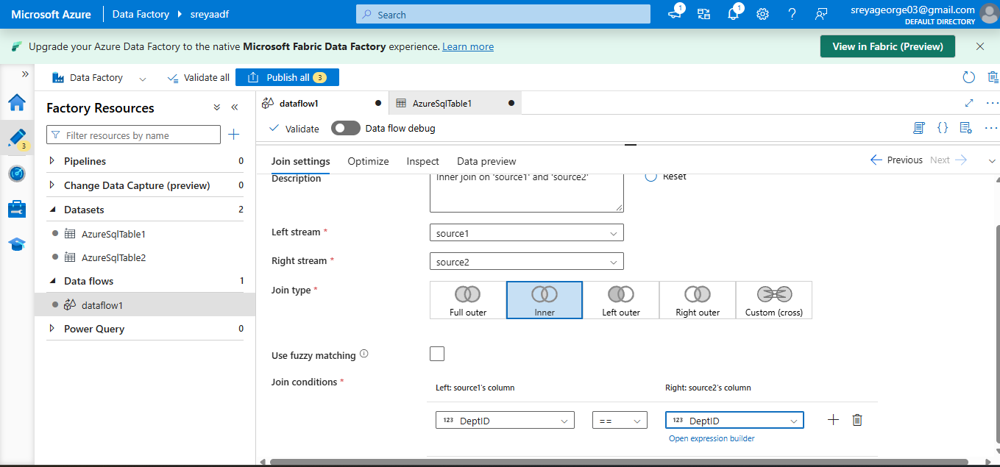 Microsoft Azure
Data Factory
sreyaadf
Search
1
1
sreyageorge03@gmail.com
DEFAULT DIRECTORY
Upgrade your Azure Data Factory to the native Microsoft Fabric Data Factory experience. Learn more
View in Fabric (Preview)
Data Factory
Validate all
Publish all 3
Factory Resources
Filter resources by name
3
Pipelines 0
Change Data Capture (preview) 0
Datasets 2
AzureSqlTable1
AzureSqlTable2
Data flows 1
dataflow1
Power Query 0
dataflow1
AzureSqlTable1
Validate
Data flow debug
Join settings
Optimize
Inspect
Data preview
Previous
Next
Description
Inner join on 'source1' and 'source2'
Reset
Left stream *
source1
Right stream *
source2
Join type *
Full outer
Inner
Left outer
Right outer
Custom (cross)
Use fuzzy matching
Join conditions *
Left: source1's column
Right: source2's column
123 DeptID
==
123 DeptID
Open expression builder